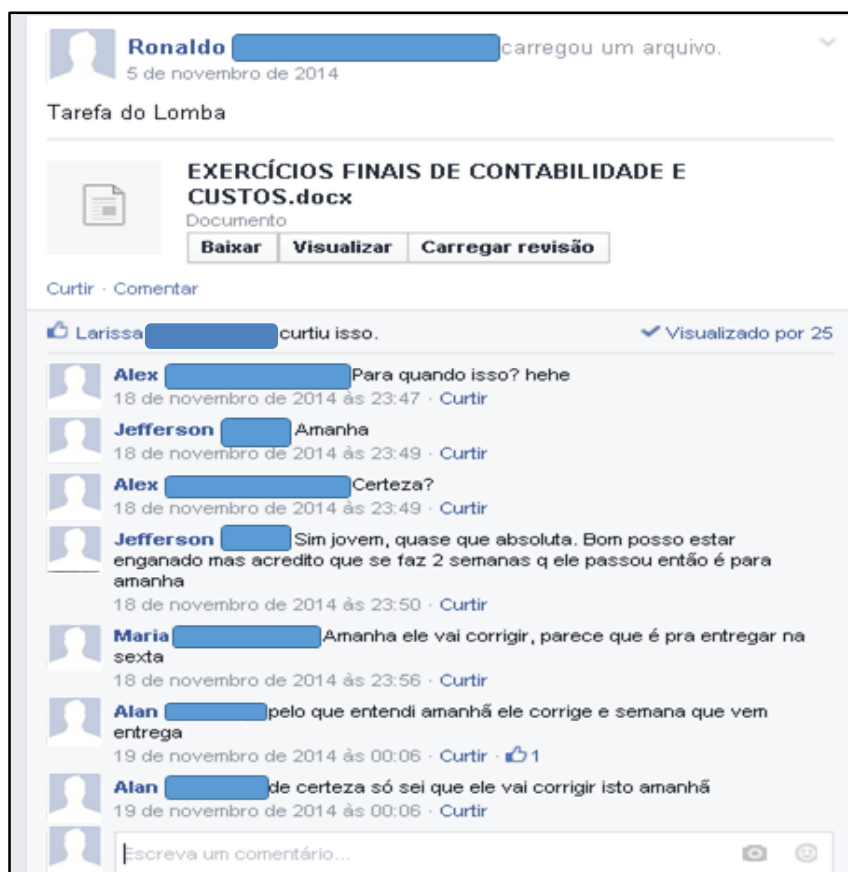 Ronaldo carregou um arquivo.
5 de novembro de 2014
Tarefa do Lomba
EXERCÍCIOS FINAIS DE CONTABILIDADE E
CUSTOS.docx
Documento
Baixar Visualizar Carregar revisão
Curtir · Comentar
Larissa curtiu isso. Visualizado por 25
Alex Para quando isso? hehe
18 de novembro de 2014 às 23:47 · Curtir
Jefferson Amanha
18 de novembro de 2014 às 23:49 · Curtir
Alex Certeza?
18 de novembro de 2014 às 23:49 · Curtir
Jefferson Sim jovem, quase que absoluta. Bom posso estar
enganado mas acredito que se faz 2 semanas q ele passou então é para
amanha
18 de novembro de 2014 às 23:50 · Curtir
Maria Amanha ele vai corrigir, parece que é pra entregar na
sexta
18 de novembro de 2014 às 23:56 · Curtir
Alan pelo que entendi amanhã ele corrige e semana que vem
entrega
19 de novembro de 2014 às 00:06 · Curtir · 1
Alan de certeza só sei que ele vai corrigir isto amanhã
19 de novembro de 2014 às 00:06 · Curtir
Escreva um comentário...